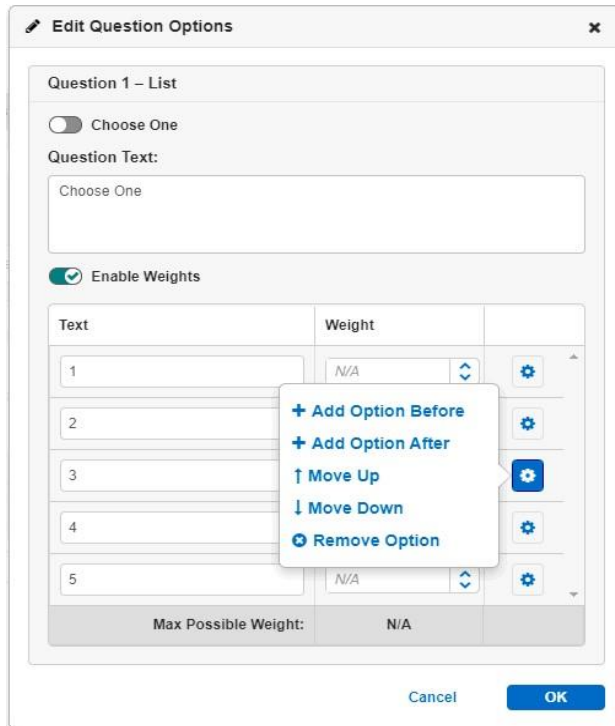 Edit Question Options
Question 1 – List
Choose One
Question Text:
Choose One
Enable Weights
Text Weight
1 N/A
2
3
4
5 N/A
+ Add Option Before
+ Add Option After
↑ Move Up
↓ Move Down
Remove Option
Max Possible Weight: N/A
Cancel OK